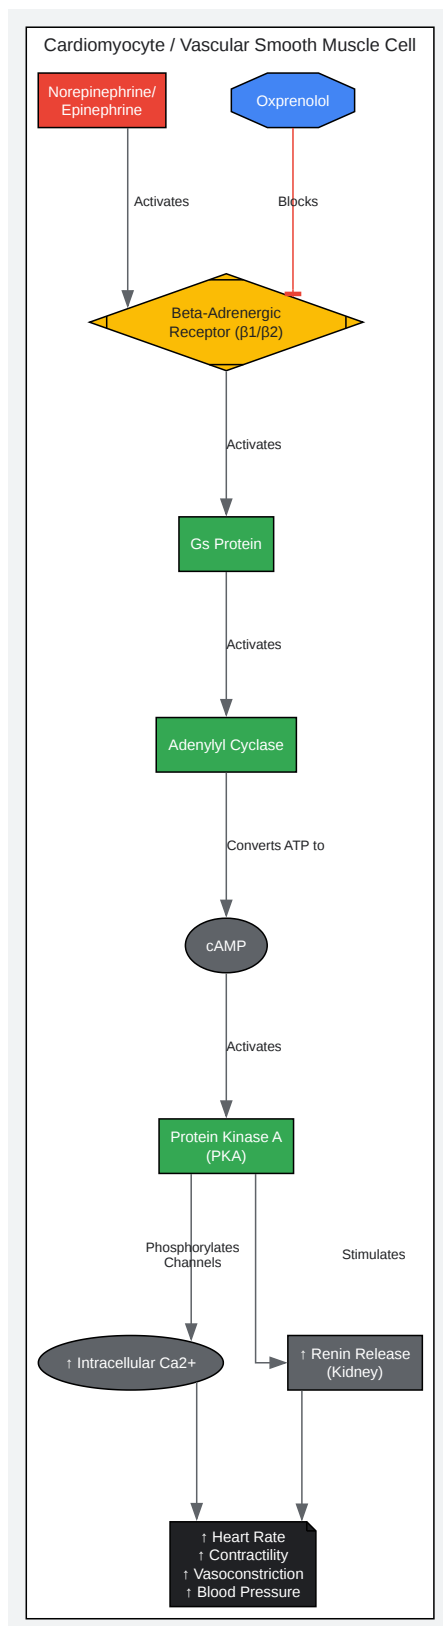 Cardiomyocyte / Vascular Smooth Muscle Cell
Norepinephrine/
Epinephrine
Oxprenolol
Activates
Blocks
Beta-Adrenergic
Receptor (β1/β2)
Activates
Gs Protein
Activates
Adenylyl Cyclase
Converts ATP to
cAMP
Activates
Protein Kinase A
(PKA)
Phosphorylates
Channels
Stimulates
↑ Intracellular Ca2+
↑ Renin Release
(Kidney)
↑ Heart Rate
↑ Contractility
↑ Vasoconstriction
↑ Blood Pressure